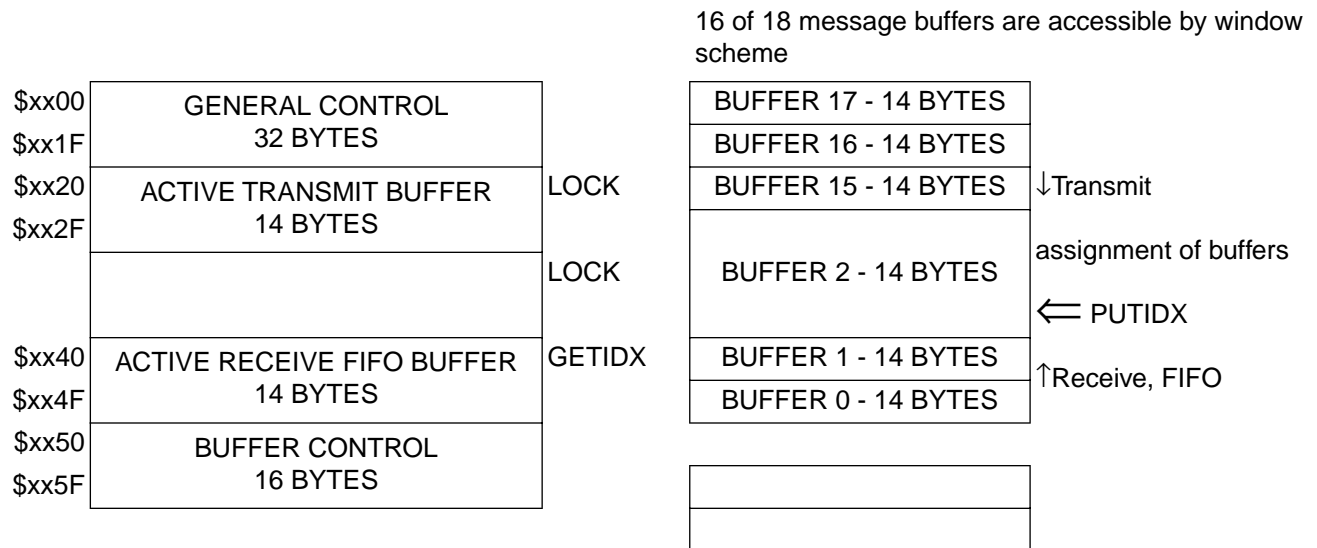 16 of 18 message buffers are accessible by window
scheme
$xx00
GENERAL CONTROL
32 BYTES
$xx1F
$xx20
ACTIVE TRANSMIT BUFFER
14 BYTES
$xx2F
LOCK
LOCK
$xx40
ACTIVE RECEIVE FIFO BUFFER
14 BYTES
$xx4F
GETIDX
$xx50
BUFFER CONTROL
16 BYTES
$xx5F
BUFFER 17 - 14 BYTES
BUFFER 16 - 14 BYTES
BUFFER 15 - 14 BYTES
↓Transmit
BUFFER 2 - 14 BYTES
assignment of buffers
⇐ PUTIDX
BUFFER 1 - 14 BYTES
↑Receive, FIFO
BUFFER 0 - 14 BYTES